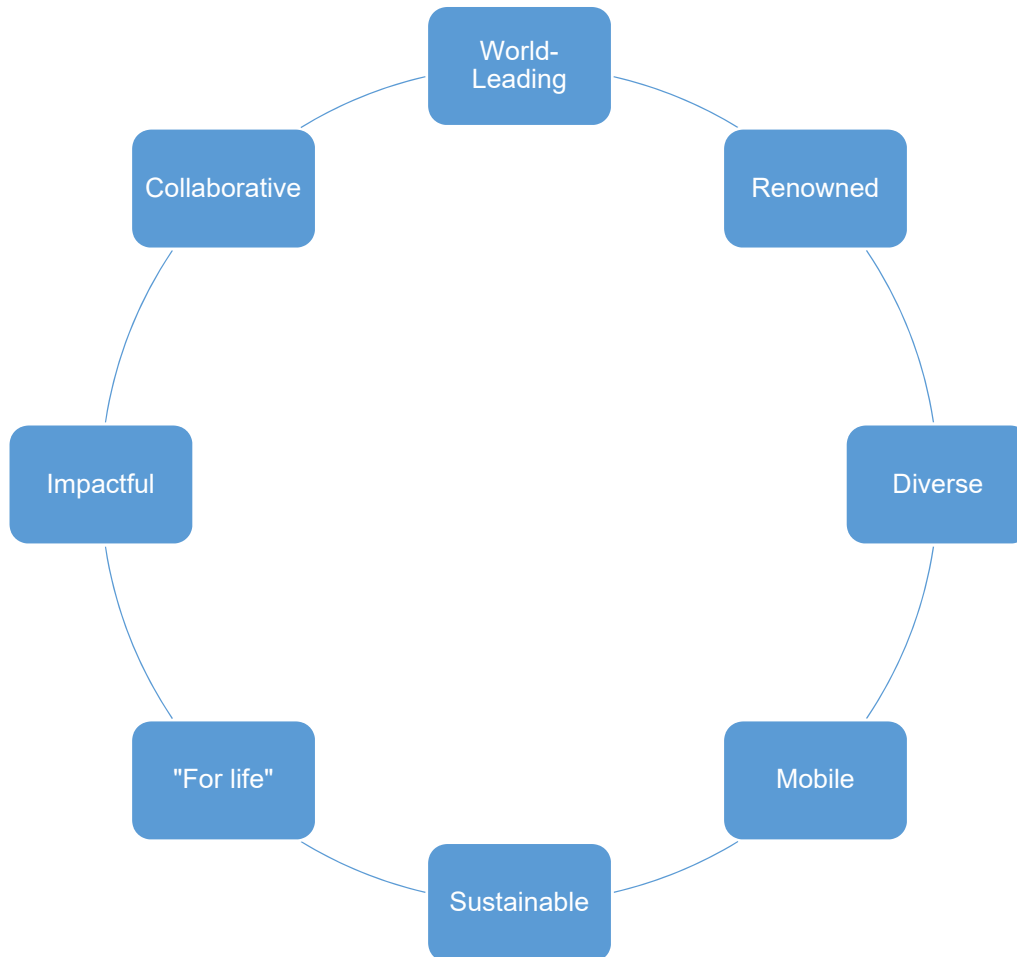 World-
Leading
Renowned
Diverse
Mobile
Sustainable
"For life"
Impactful
Collaborative